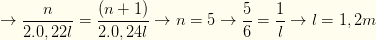 → n/(2.0,22l) = (n + 1)/(2.0,24l) → n = 5 → 5/6 = 1/l → l = 1,2m